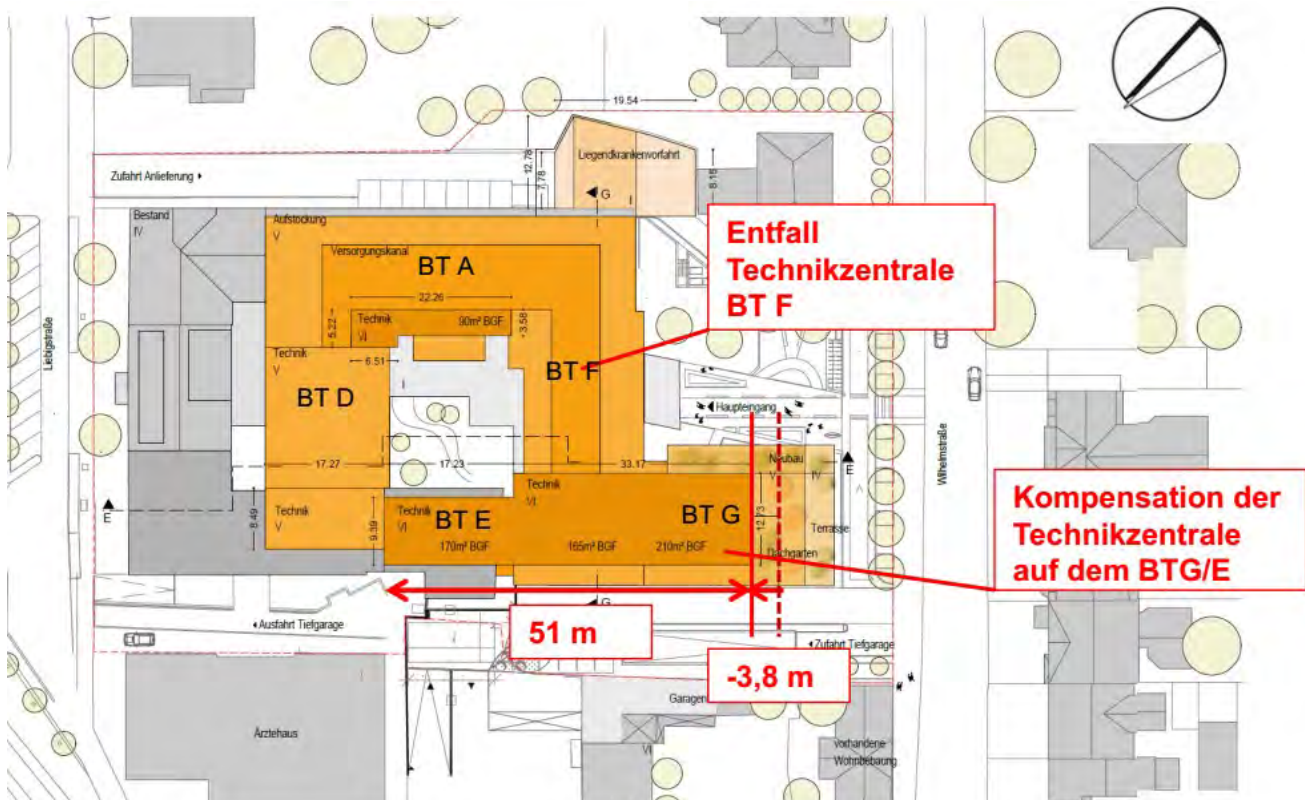 19.54
Liegendkrankenvorfahrt
12.78
7.78
8.16
I
G
Zufahrt Anlieferung
Bestand
IV
Aufstockung
V
Versorgungskanal
BT A
22.26
Technik
VI
90m² BGF
5.22
3.58
6.51
Technik
V
BT D
BT F
I
Entfall
Technikzentrale
BT F
Liebigstraße
Wilhelmstraße
Haupteingang
17.27
17.23
33.17
Neubau
V
IV
E
E
Technik
V
8.49
9.39
Technik
VI
BT E
170m² BGF
Technik
VI
165m² BGF
BT G
210m² BGF
12.73
Terrasse
Dachgarten
Kompensation der
Technikzentrale
auf dem BTG/E
G
51 m
-3,8 m
Ausfahrt Tiefgarage
Zufahrt Tiefgarage
Garagen
VI
Ärztehaus
vorhandene
Wohnbebauung